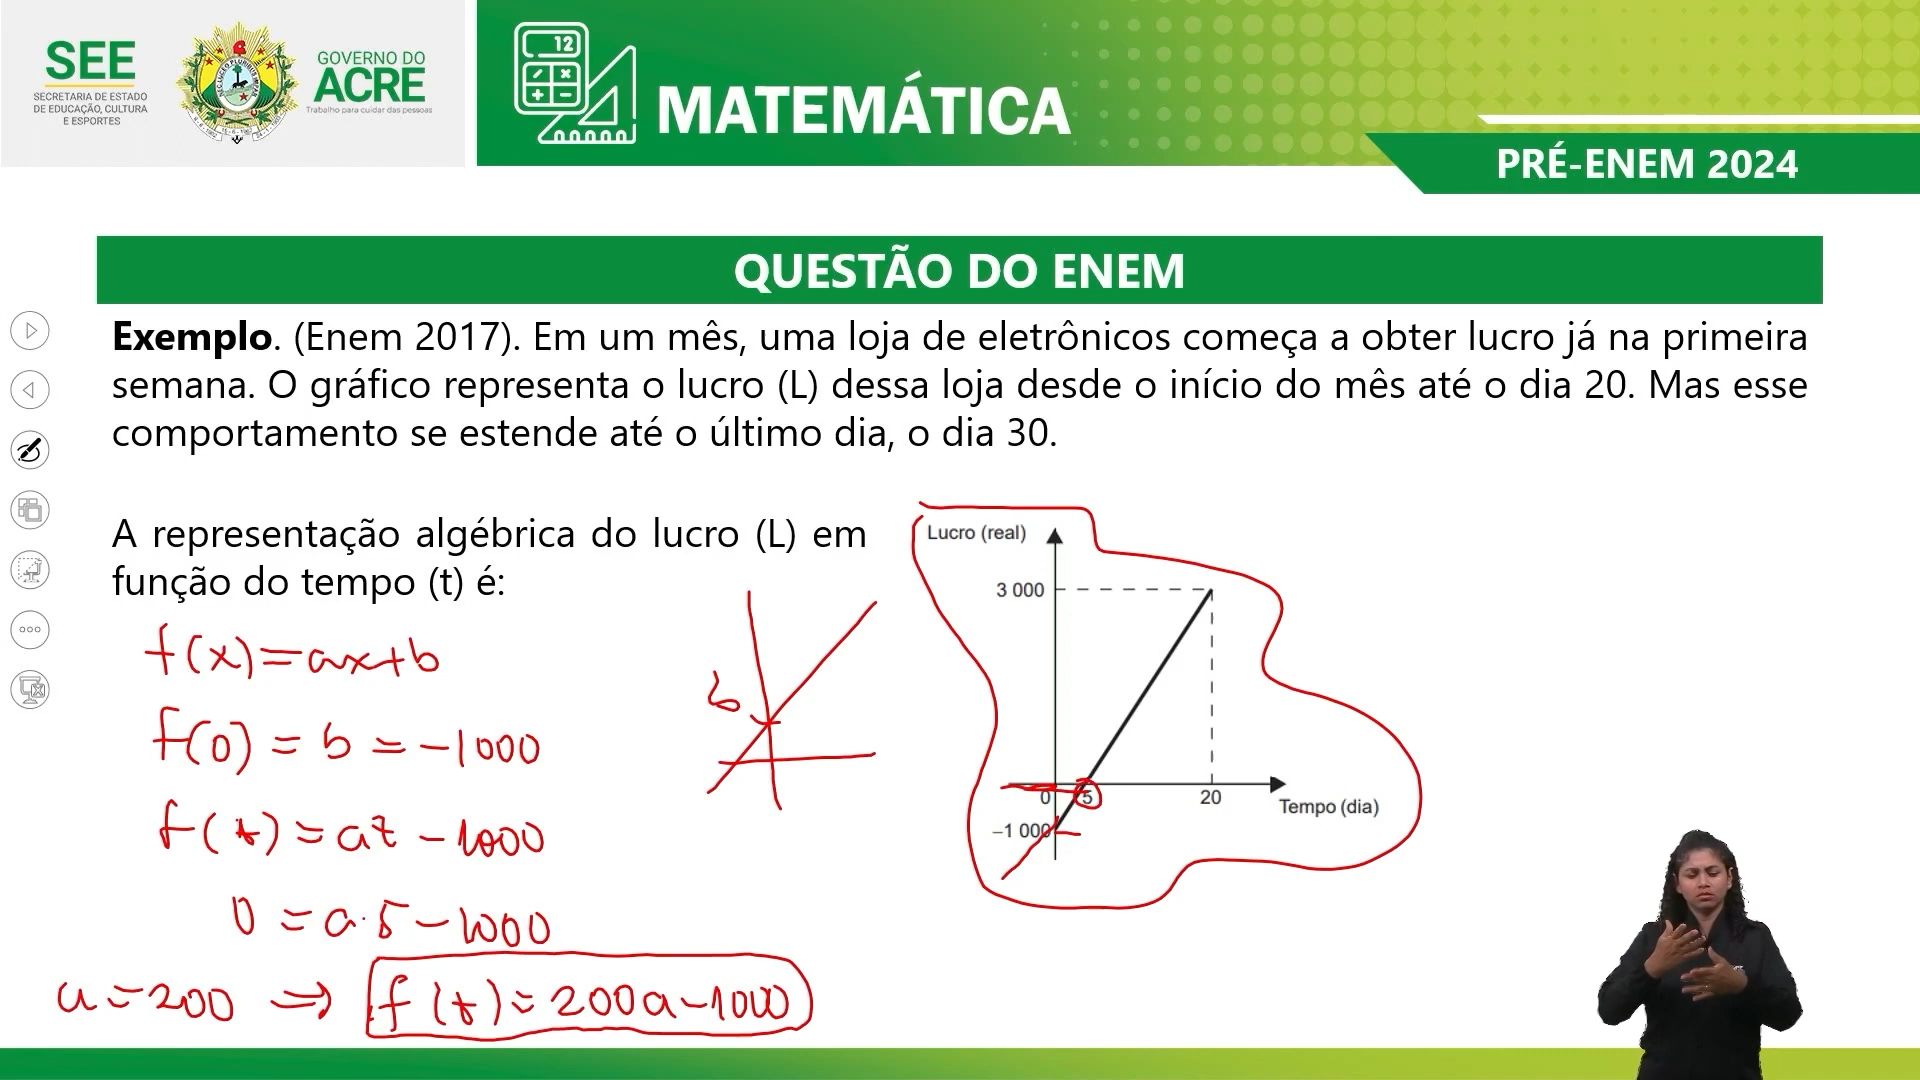 SEE
SECRETARIA DE ESTADO
DE EDUCAÇÃO, CULTURA
E ESPORTES
GOVERNO DO
ACRE
Trabalho para cuidar das pessoas
12
MATEMÁTICA
PRÉ-ENEM 2024
QUESTÃO DO ENEM
Exemplo. (Enem 2017). Em um mês, uma loja de eletrônicos começa a obter lucro já na primeira
semana. O gráfico representa o lucro (L) dessa loja desde o início do mês até o dia 20. Mas esse
comportamento se estende até o último dia, o dia 30.
A representação algébrica do lucro (L) em
função do tempo (t) é:
f(x)=ax+b
f(0) = b = -1000
f(t) = at - 1000
0 = a·5 - 1000
a = 200 ⇒ f(t) = 200a - 1000
b
Lucro (real)
3 000
0
5
20
Tempo (dia)
–1 000